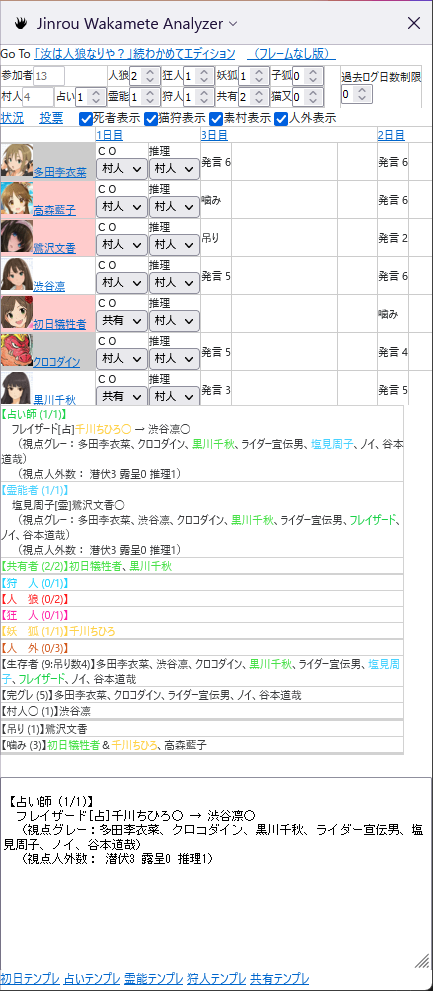 Jinrou Wakamete Analyzer
Go To 「汝は人狼なりや？」続わかめてエディション （フレームなし版）
参加者 13 人狼 2 狂人 1 妖狐 1 子狐 0 過去ログ日数制限
村人 4 占い 1 霊能 1 狩人 1 共有 2 猫又 0 0
状況 投票 死者表示 猫狩表示 素村表示 人外表示
1日目 3日目 2日目
多田李衣菜 ＣＯ 村人 推理 村人 発言 6 発言 6
高森藍子 ＣＯ 村人 推理 村人 噛み 発言 6
鷺沢文香 ＣＯ 村人 推理 村人 吊り 発言 2
渋谷凛 ＣＯ 村人 推理 村人 発言 5 発言 6
初日犠牲者 ＣＯ 共有 推理 村人 噛み
クロコダイン ＣＯ 村人 推理 村人 発言 5 発言 4
黒川千秋 ＣＯ 共有 推理 村人 発言 3 発言 5
【占い師 (1/1)】
フレイザード[占]千川ちひろ○ → 渋谷凛○
（視点グレー：多田李衣菜、クロコダイン、黒川千秋、ライダー宣伝男、塩見周子、ノイ、谷本
道哉）
（視点人外数： 潜伏3 露呈0 推理1）
【霊能者 (1/1)】
塩見周子[霊]鷺沢文香○
（視点グレー：多田李衣菜、渋谷凛、クロコダイン、黒川千秋、ライダー宣伝男、フレイザード、
ノイ、谷本道哉）
（視点人外数： 潜伏3 露呈0 推理1）
【共有者 (2/2)】初日犠牲者、黒川千秋
【狩　人 (0/1)】
【人　狼 (0/2)】
【狂　人 (0/1)】
【妖　狐 (1/1)】千川ちひろ
【人　外 (0/3)】
【生存者 (9:吊り数4)】多田李衣菜、渋谷凛、クロコダイン、黒川千秋、ライダー宣伝男、塩見周
子、フレイザード、ノイ、谷本道哉
【完グレ (5)】多田李衣菜、クロコダイン、ライダー宣伝男、ノイ、谷本道哉
【村人○ (1)】渋谷凛
【吊り (1)】鷺沢文香
【噛み (3)】初日犠牲者 & 千川ちひろ、高森藍子
【占い師 (1/1)】
フレイザード[占]千川ちひろ○ → 渋谷凛○
（視点グレー：多田李衣菜、クロコダイン、黒川千秋、ライダー宣伝男、塩
見周子、ノイ、谷本道哉）
（視点人外数： 潜伏3 露呈0 推理1）
初日テンプレ 占いテンプレ 霊能テンプレ 狩人テンプレ 共有テンプレ